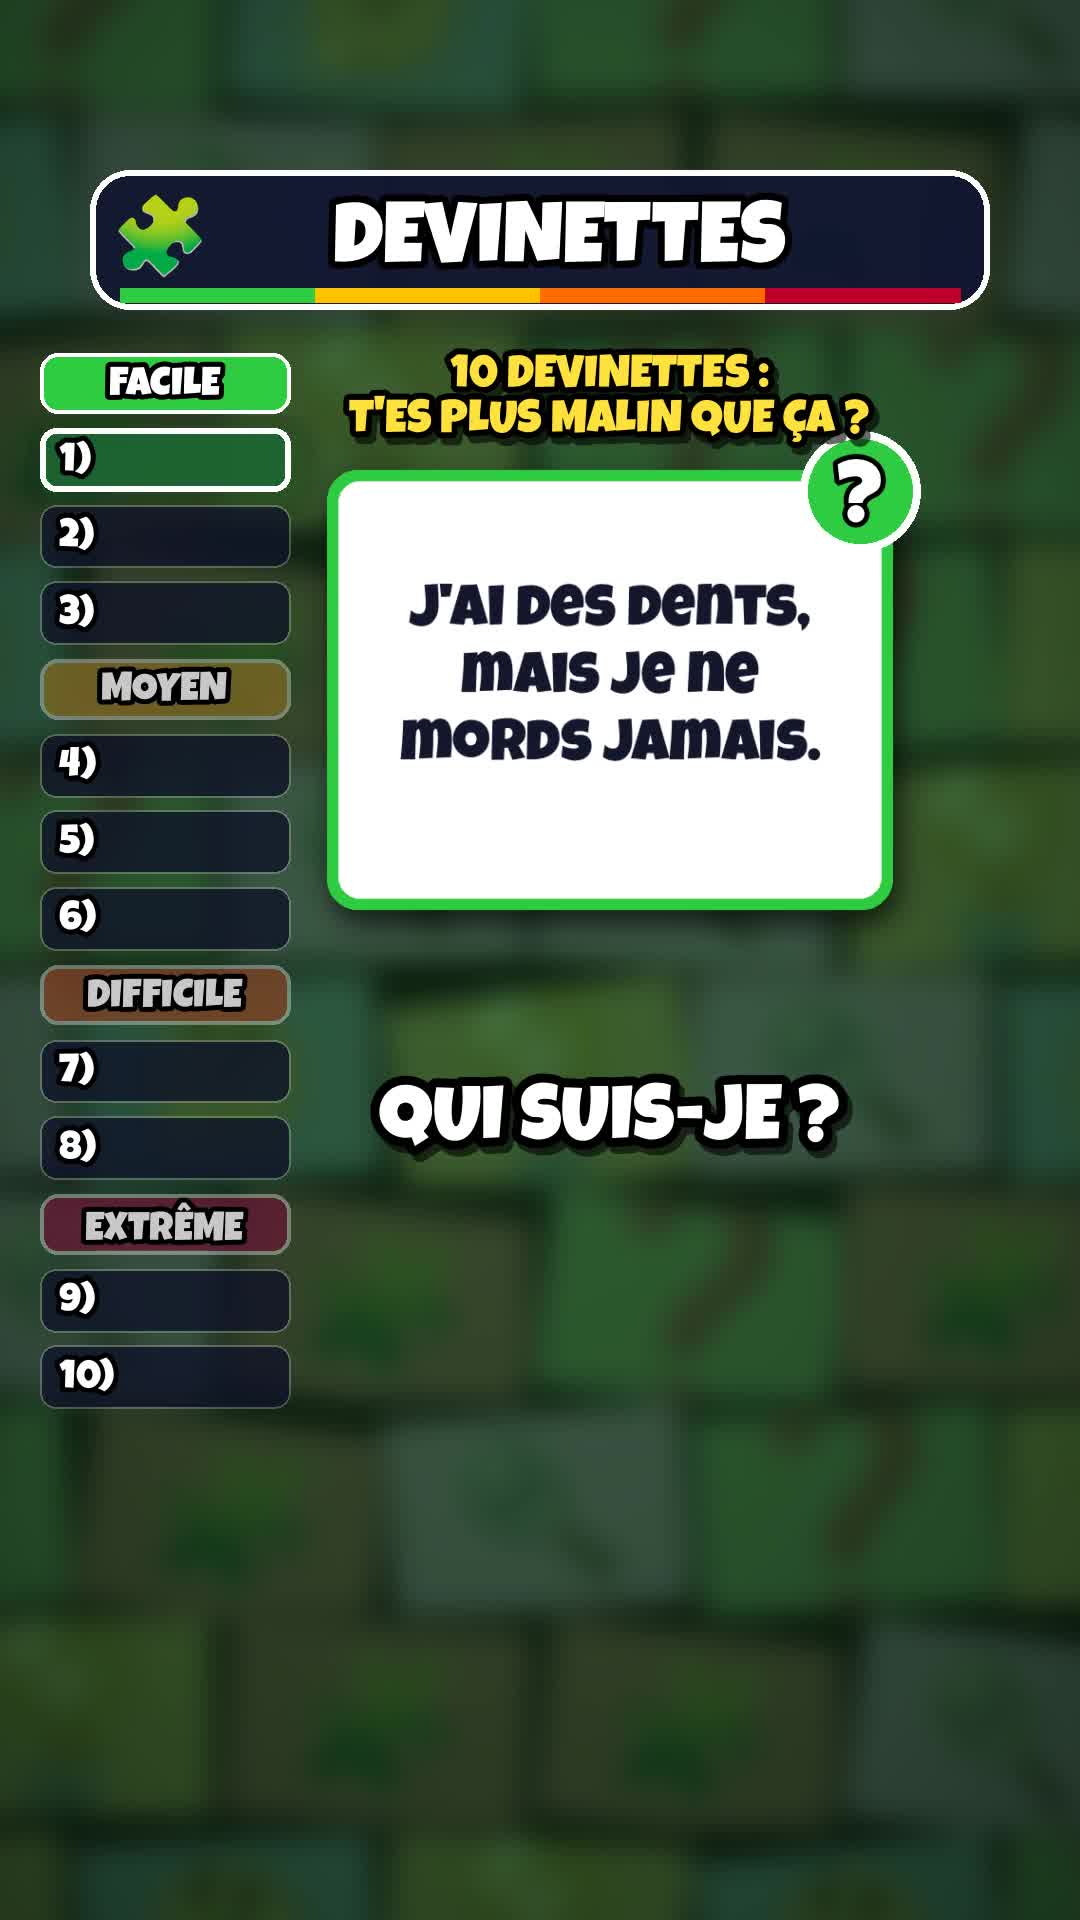 DEVINETTES
FACILE
1)
2)
3)
MOYEN
4)
5)
6)
DIFFICILE
7)
8)
EXTRÊME
9)
10)
10 DEVINETTES :
T'ES PLUS MALIN QUE ÇA ?
?
J'AI DES DENTS,
MAIS JE NE
MORDS JAMAIS.
QUI SUIS-JE ?